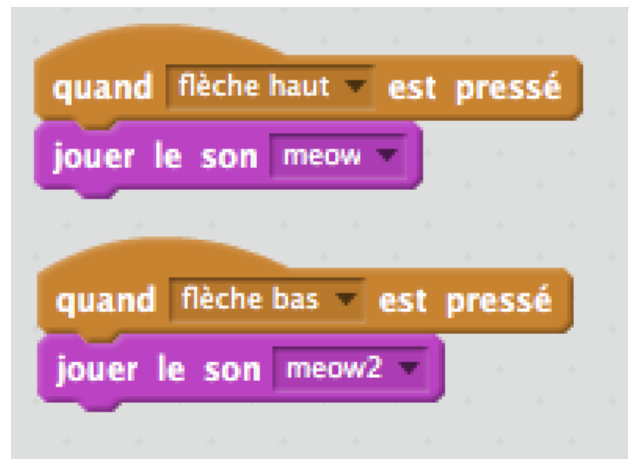 quand flèche haut est pressé
jouer le son meow
quand flèche bas est pressé
jouer le son meow2